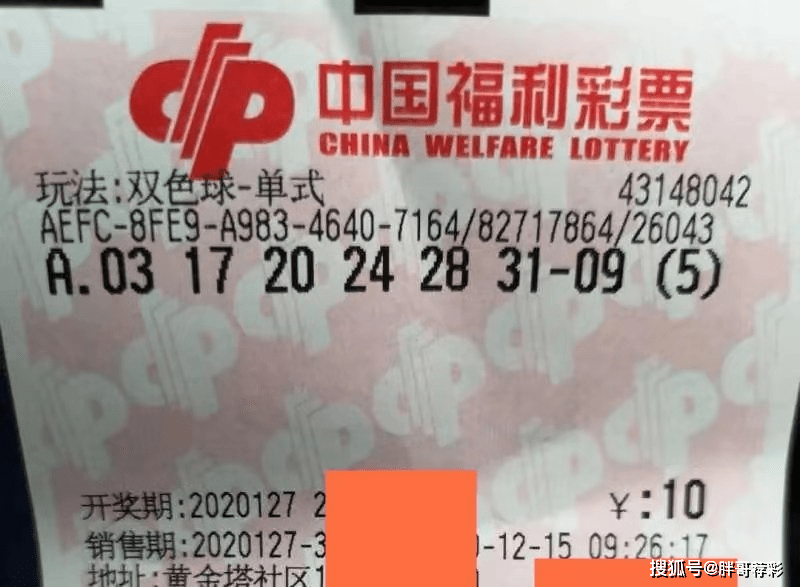 中国福利彩票
CHINA WELFARE LOTTERY
玩法:双色球-单式 43148042
AEFC-8FE9-A983-4640-7164/82717864/26043
A.03 17 20 24 28 31-09 (5)
开奖期:2020127 2 ¥:10
销售期:2020127-3 -12-15 09:26:17
地址:黄金塔社区1
搜狐号@胖哥荐彩